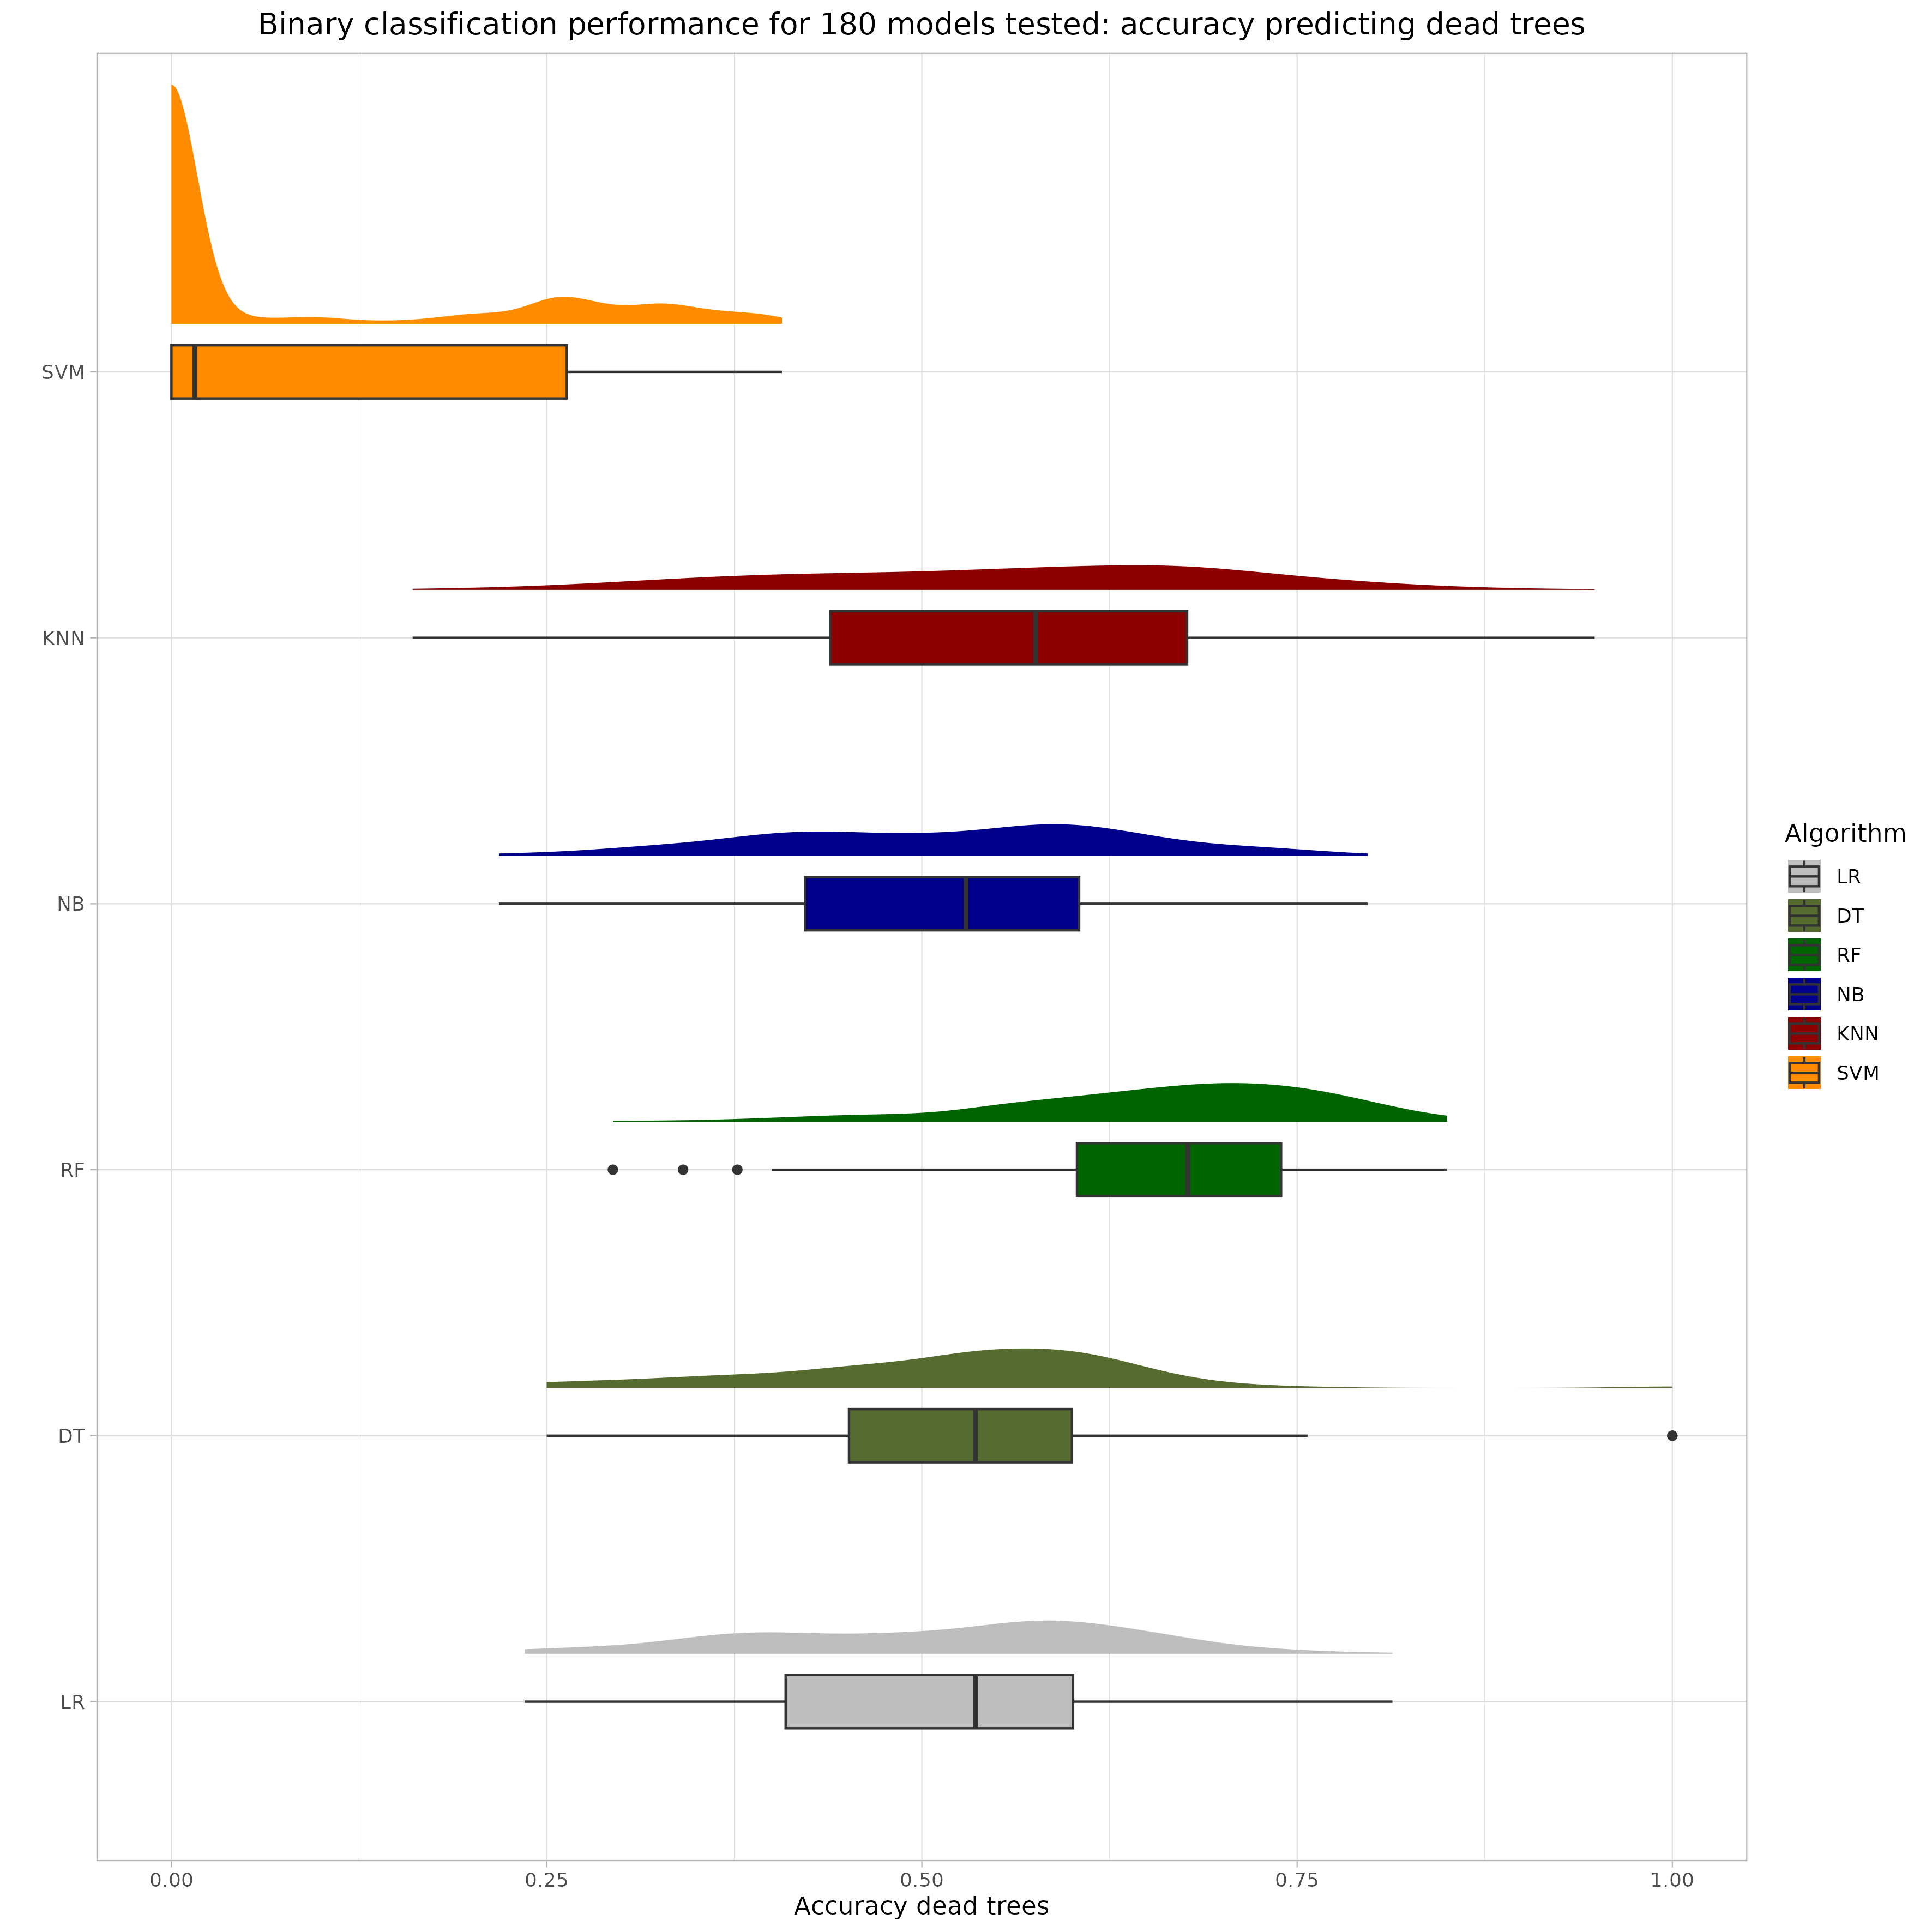 Binary classification performance for 180 models tested: accuracy predicting dead trees
SVM
KNN
NB
RF
DT
LR
0.00 0.25 0.50 0.75 1.00
Accuracy dead trees
Algorithm
LR
DT
RF
NB
KNN
SVM